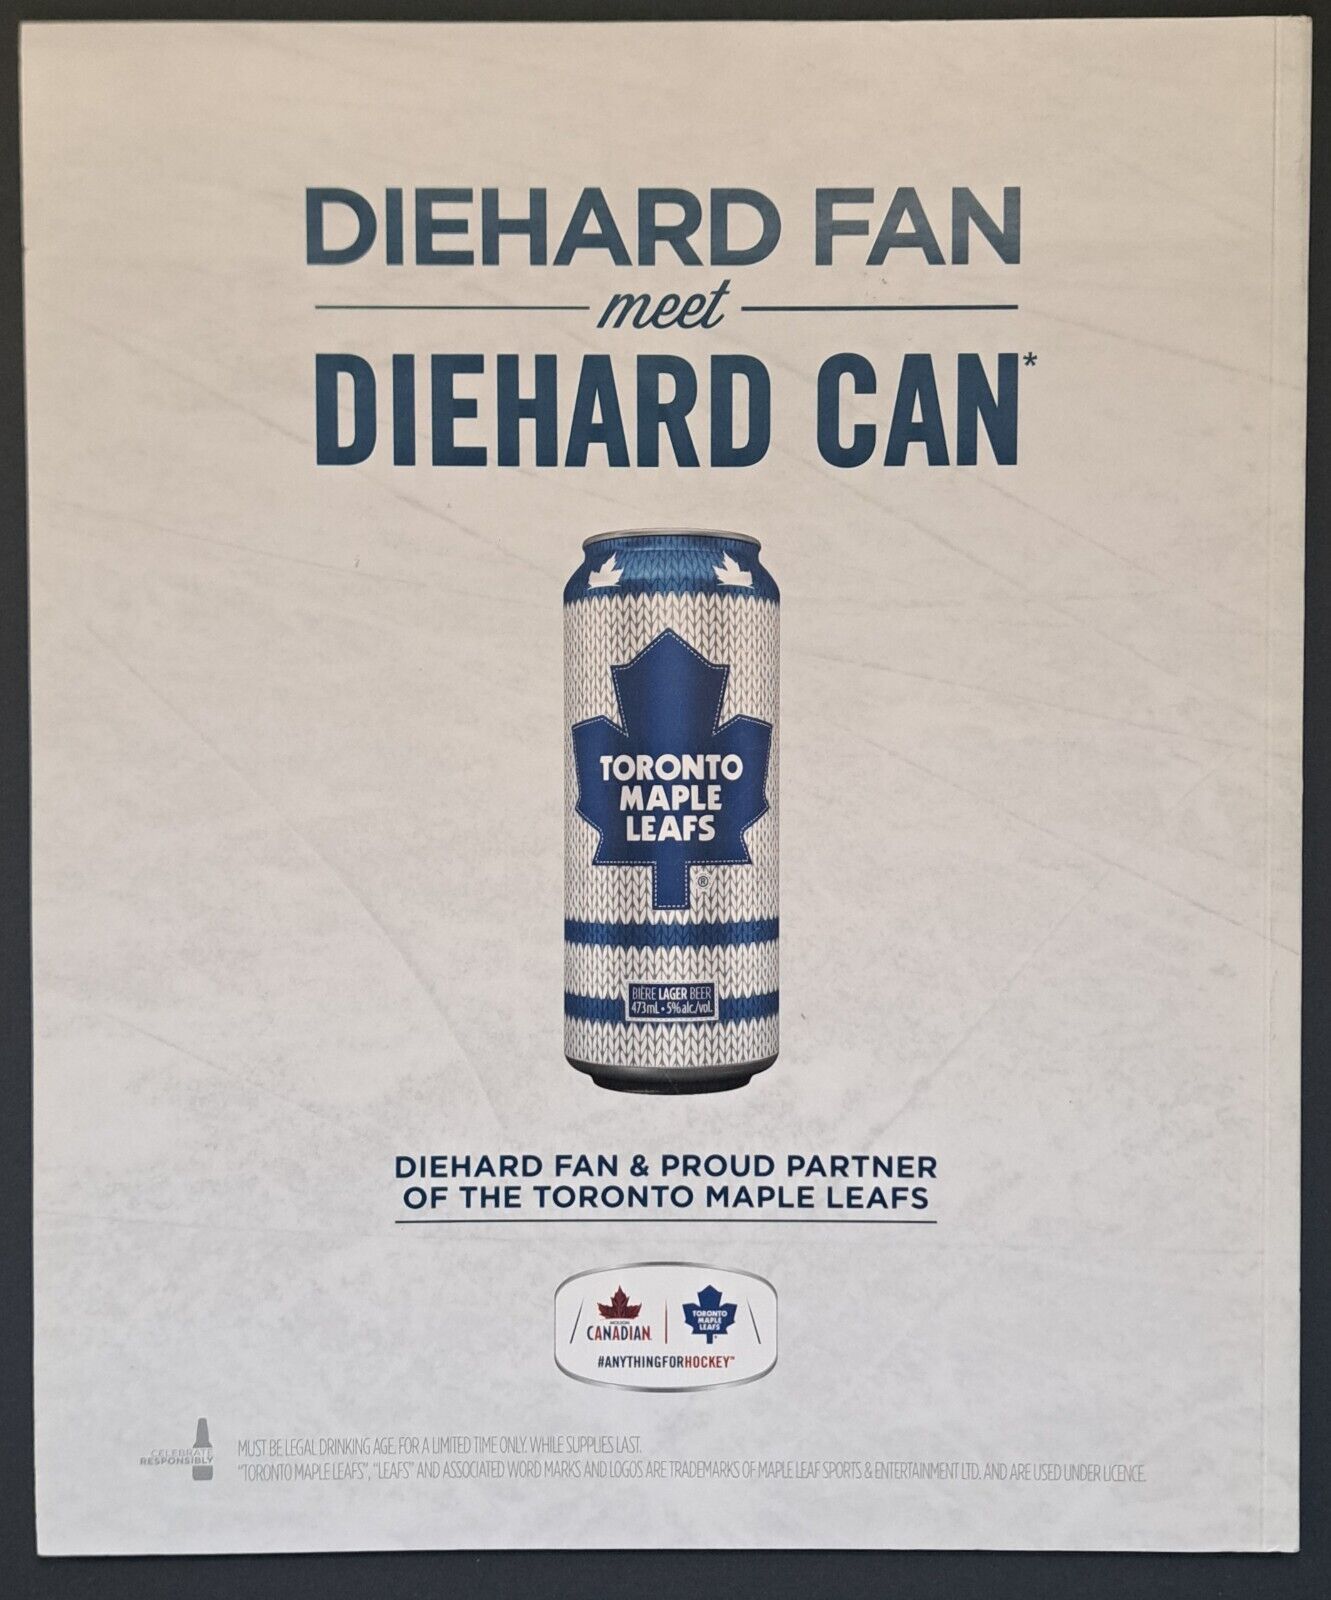 DIEHARD FAN
meet
DIEHARD CAN*
TORONTO
MAPLE
LEAFS
®
BIÈRE LAGER BEER
473mL • 5% alc./vol.
DIEHARD FAN & PROUD PARTNER
OF THE TORONTO MAPLE LEAFS
MOLSON
CANADIAN
TORONTO
MAPLE
LEAFS
#ANYTHINGFORHOCKEY™
CELEBRATE
RESPONSIBLY
MUST BE LEGAL DRINKING AGE. FOR A LIMITED TIME ONLY. WHILE SUPPLIES LAST.
"TORONTO MAPLE LEAFS", "LEAFS" AND ASSOCIATED WORD MARKS AND LOGOS ARE TRADEMARKS OF MAPLE LEAF SPORTS & ENTERTAINMENT LTD. AND ARE USED UNDER LICENCE.